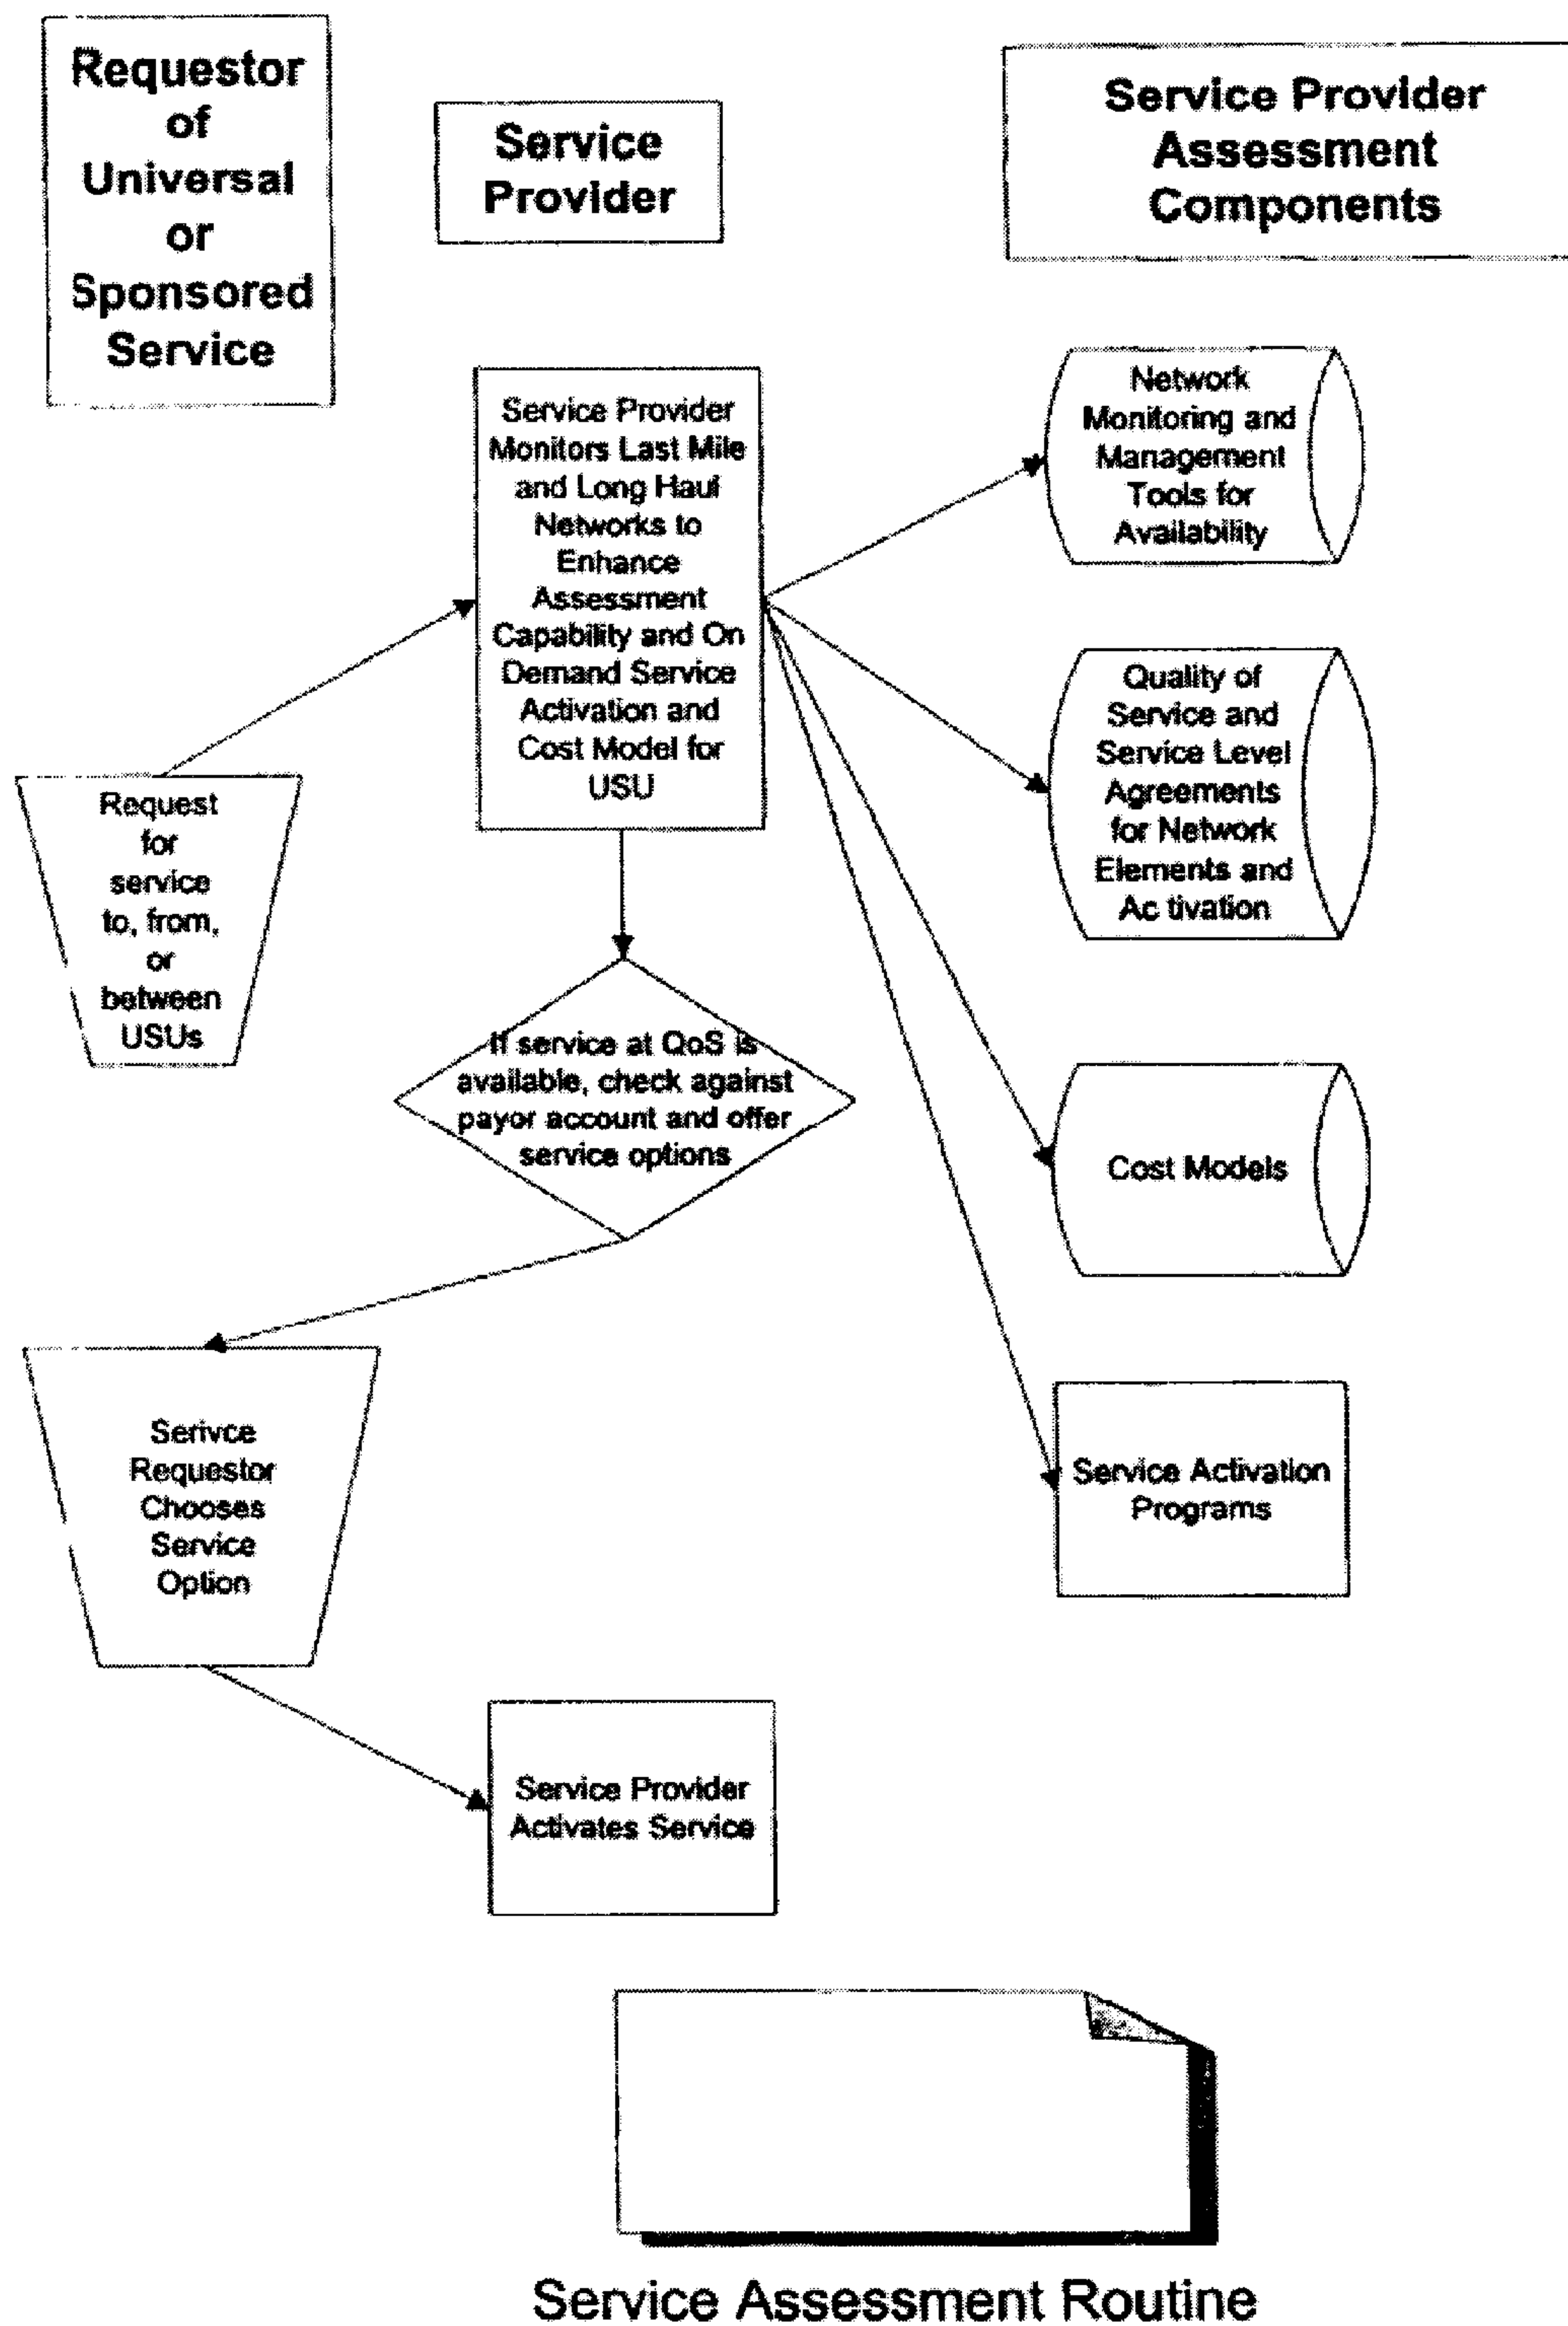 Requestor
of
Universal
or
Sponsored
Service
Service
Provider
Service Provider
Assessment
Components
Service Provider
Monitors Last Mile
and Long Haul
Networks to
Enhance
Assessment
Capability and On
Demand Service
Activation and
Cost Model for
USU
Network
Monitoring and
Management
Tools for
Availability
Quality of
Service and
Service Level
Agreements
for Network
Elements and
Ac tivation
Request
for
service
to, from,
or
between
USUs
If service at QoS is
available, check against
payor account and offer
service options
Cost Models
Serivce
Requestor
Chooses
Service
Option
Service Activation
Programs
Service Provider
Activates Service
Service Assessment Routine